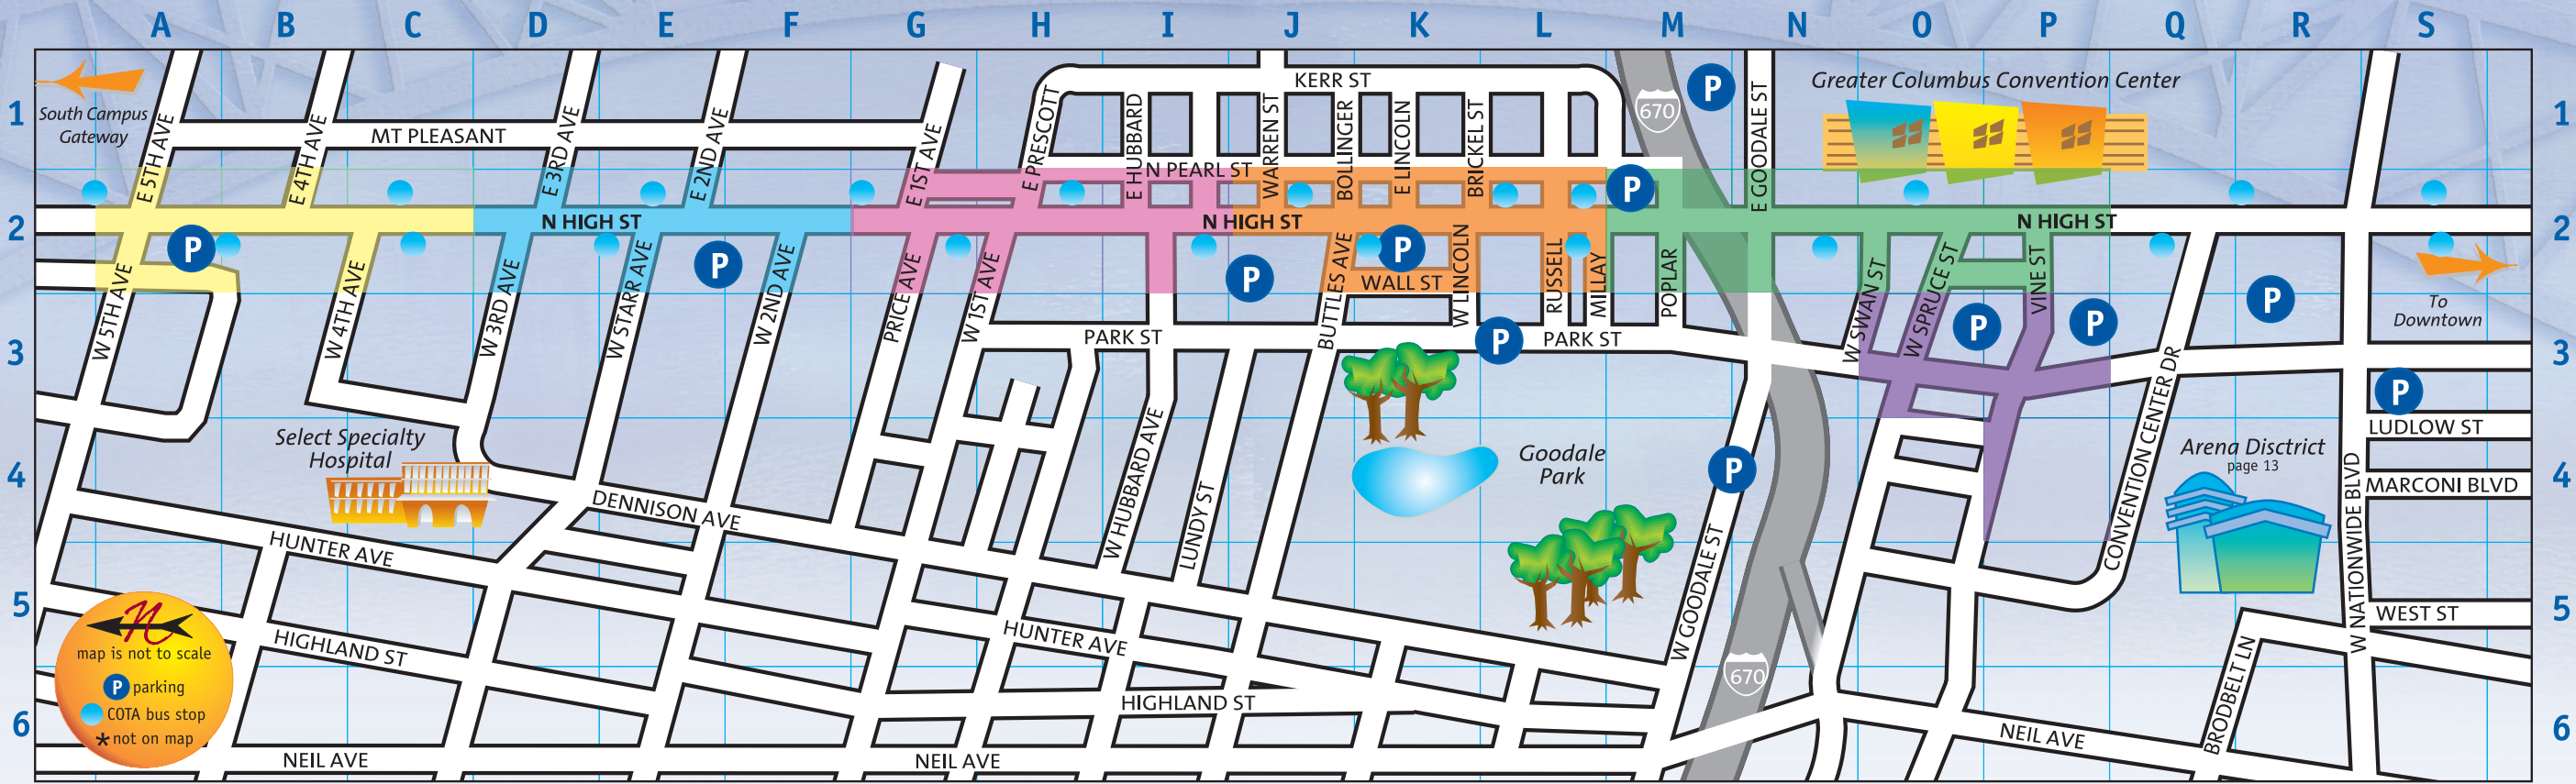 A B C D E F G H I J K L M N O P Q R S
1
2
3
4
5
6
1
2
3
4
5
6
South Campus
Gateway
E 5TH AVE
E 4TH AVE
MT PLEASANT
E 3RD AVE
E 2ND AVE
E 1ST AVE
E PRESCOTT
E HUBBARD
N PEARL ST
WARREN ST
KERR ST
BOLLINGER
E LINCOLN
BRICKEL ST
670
P
E GOODALE ST
Greater Columbus Convention Center
P
N HIGH ST
N HIGH ST
N HIGH ST
P
P
P
P
W 5TH AVE
W 4TH AVE
W 3RD AVE
W STARR AVE
W 2ND AVE
PRICE AVE
W 1ST AVE
BUTTLES AVE
WALL ST
W LINCOLN
RUSSELL
MILLAY
POPLAR
W SWAN ST
W SPRUCE ST
VINE ST
P
P
P
To
Downtown
PARK ST
P
PARK ST
P
LUDLOW ST
Select Specialty
Hospital
W HUBBARD AVE
LUNDY ST
Goodale
Park
P
CONVENTION CENTER DR
Arena Disctrict
page 13
W NATIONWIDE BLVD
MARCONI BLVD
DENNISON AVE
HUNTER AVE
W GOODALE ST
WEST ST
HIGHLAND ST
HUNTER AVE
670
BRODBELT LN
HIGHLAND ST
NEIL AVE
NEIL AVE
NEIL AVE
N
map is not to scale
P parking
COTA bus stop
* not on map